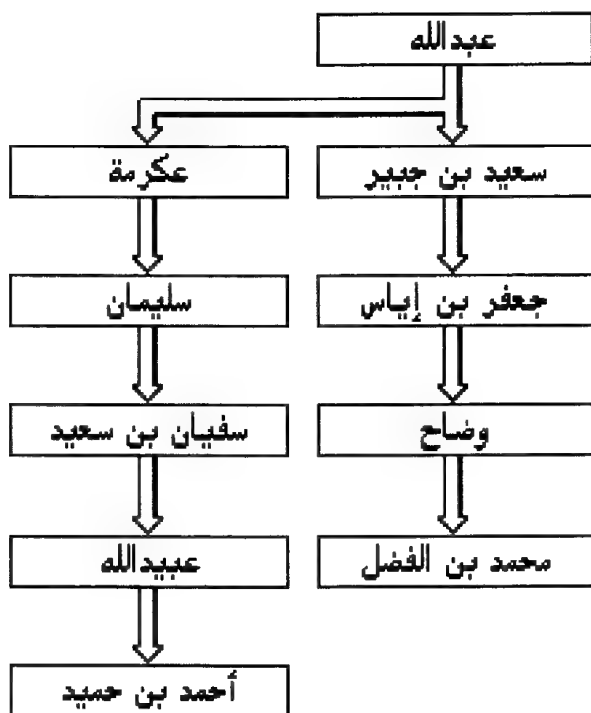 عبدالله
سعيد بن جبير
عكرمة
جعفر بن إياس
سليمان
وضاح
سفيان بن سعيد
محمد بن الفضل
عبيدالله
أحمد بن حميد